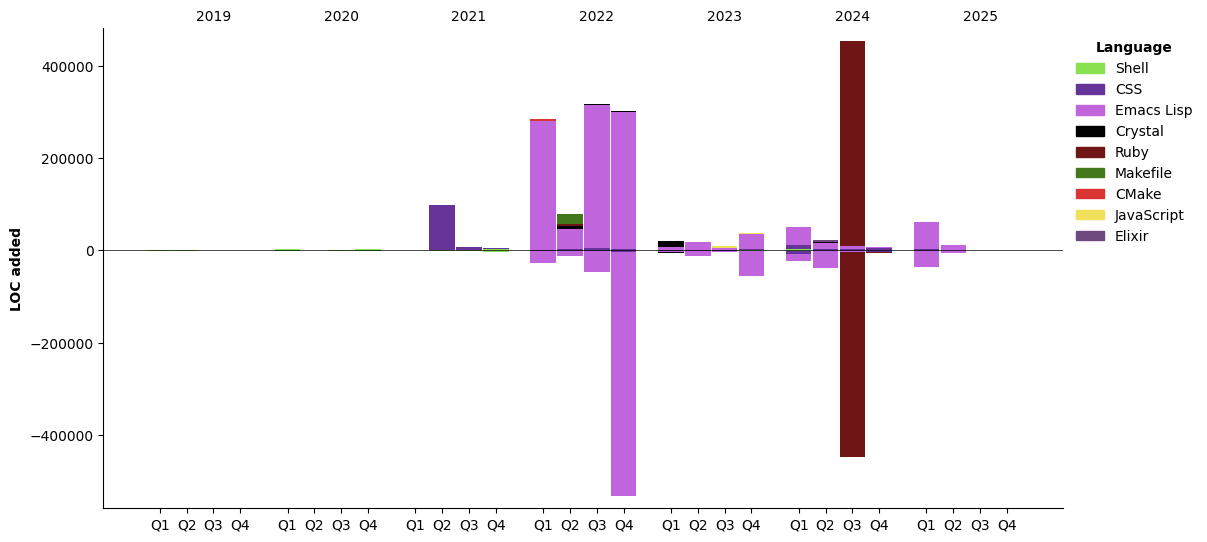 2019 2020 2021 2022 2023 2024 2025
Language
Shell
CSS
Emacs Lisp
Crystal
Ruby
Makefile
CMake
JavaScript
Elixir
LOC added
400000
200000
0
−200000
−400000
Q1 Q2 Q3 Q4 Q1 Q2 Q3 Q4 Q1 Q2 Q3 Q4 Q1 Q2 Q3 Q4 Q1 Q2 Q3 Q4 Q1 Q2 Q3 Q4 Q1 Q2 Q3 Q4